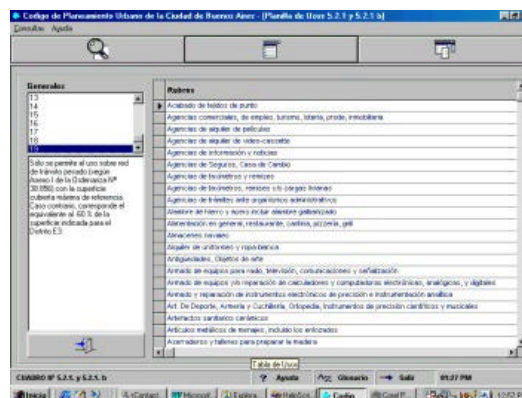 Codigo de Planeamiento Urbano de la Ciudad de Buenos Aires - [Planilla de Usos 5.2.1 y 5.2.1 b]
Consultas Ayuda
Generales
13
14
15
16
17
18
19
Sólo se permite el uso sobre red
de tránsito pesado (según
Anexo I de la Ordenanza Nº
38.856) con la superficie
cubierta máxima de referencia.
Caso contrario, corresponde el
equivalente al 60 % de la
superficie indicada para el
Distrito E3.
Rubros
Acabado de tejidos de punto
Agencias comerciales, de empleo, turismo, lotería, prode, inmobiliaria
Agencias de alquiler de películas
Agencias de alquiler de video-cassette
Agencias de información y noticias
Agencias de Seguros, Casa de Cambio
Agencias de taxímetros y remises
Agencias de taxímetros, remises y/o cargas livianas
Agencias de trámites ante organismos administrativos
Alambre de hierro y acero incluir alambre galvanizado
Alimentación en general, restaurante, cantina, pizzería, grill
Almacenes navales
Alquiler de uniformes y ropa blanca
Antigüedades, Objetos de arte
Armado de equipos para radio, televisión, comunicaciones y señalización
Armado de equipos y/o reparación de calculadores y computadoras electrónicas, analógicas, y digitales
Armado y reparación de instrumentos electrónicos de precisión e instrumentación analítica
Art. De Deporte, Armería y Cuchillería, Ortopedia, Instrumentos de precisión científicos y musicales
Artefactos sanitarios cerámicos
Artículos metálicos de menajes, incluido los enlozados
Aserraderos y talleres para preparar la madera
Tabla de Usos
CUADRO Nº 5.2.1. y 5.2.1. b
Ayuda
Glosario
Salir
01:27 PM
Inicio
Contact
Microsoft
Explora
Codigo
Corel P